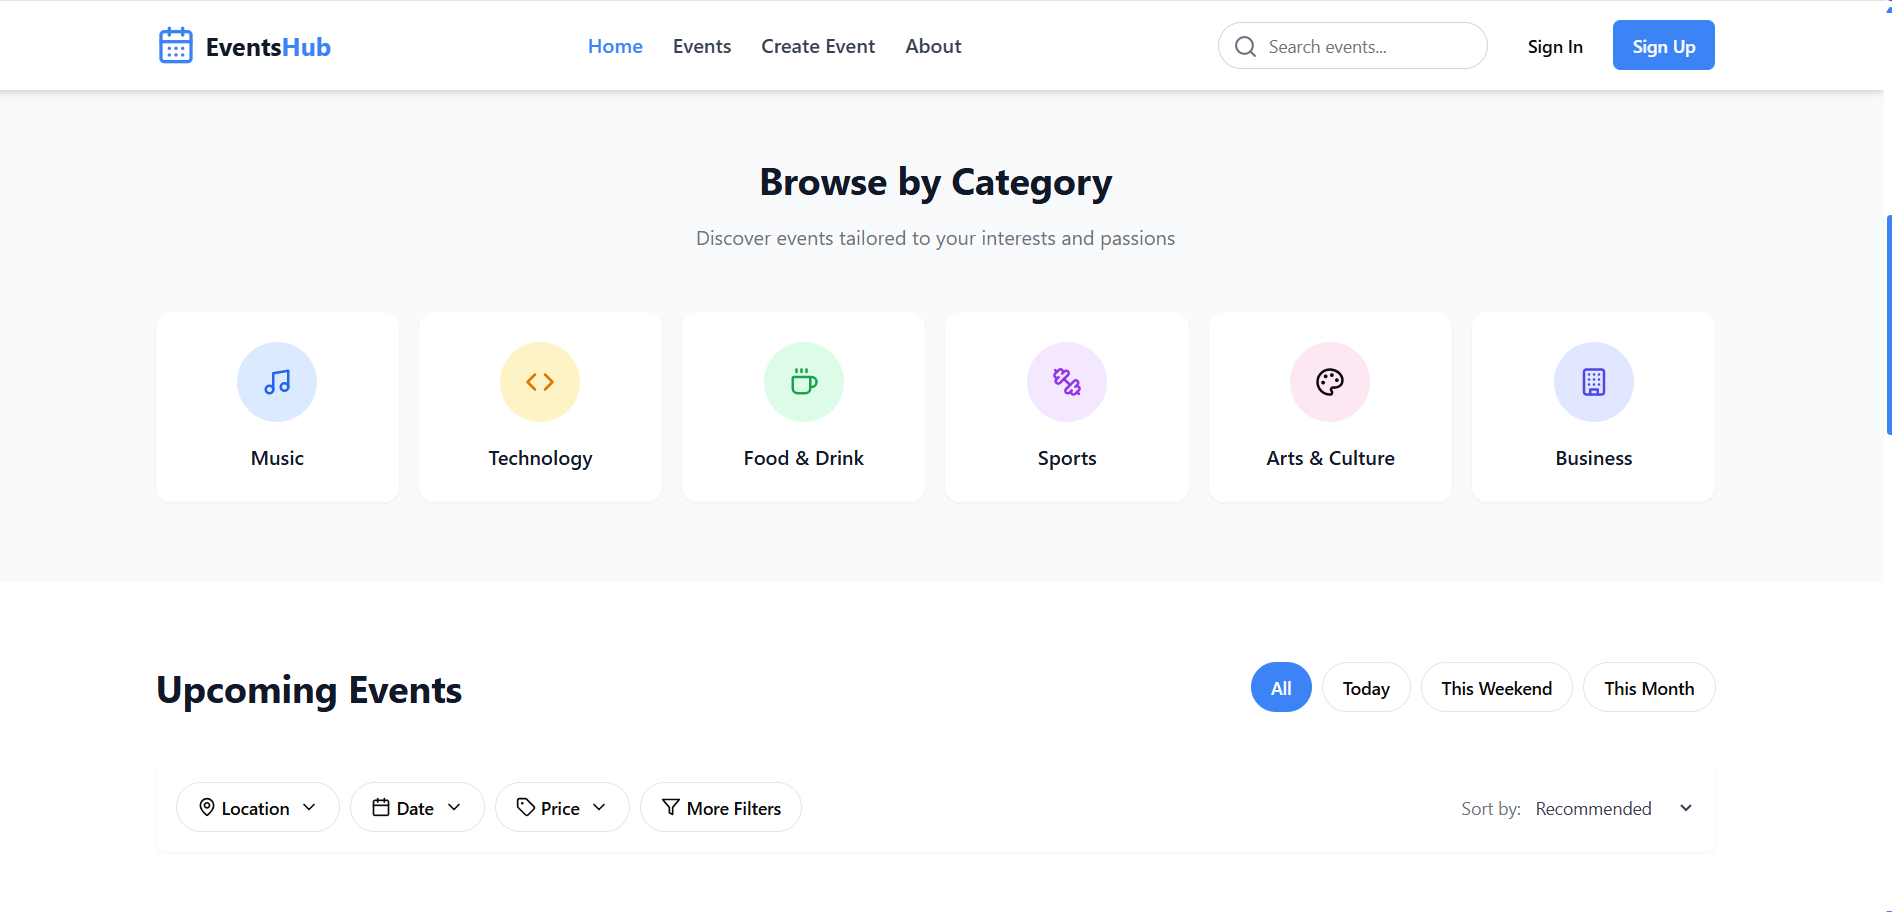 EventsHub
Home Events Create Event About
Search events...
Sign In
Sign Up
Browse by Category
Discover events tailored to your interests and passions
Music
Technology
Food & Drink
Sports
Arts & Culture
Business
Upcoming Events
All
Today
This Weekend
This Month
Location
Date
Price
More Filters
Sort by: Recommended